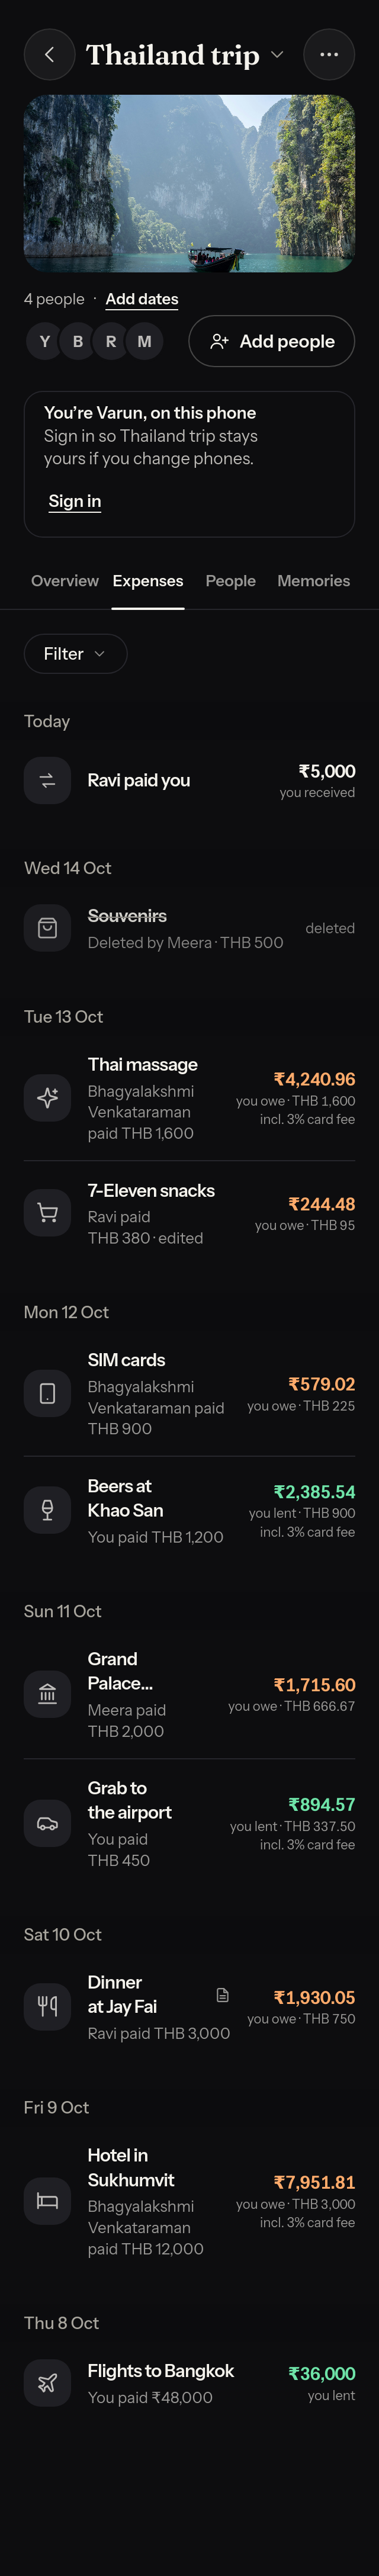 Thailand trip
4 people · Add dates
Y B R M
Add people
You're Varun, on this phone
Sign in so Thailand trip stays
yours if you change phones.
Sign in
Overview Expenses People Memories
Filter
Today
Ravi paid you
₹5,000
you received
Wed 14 Oct
Souvenirs
Deleted by Meera · THB 500
deleted
Tue 13 Oct
Thai massage
Bhagyalakshmi
Venkataraman
paid THB 1,600
₹4,240.96
you owe · THB 1,600
incl. 3% card fee
7-Eleven snacks
Ravi paid
THB 380 · edited
₹244.48
you owe · THB 95
Mon 12 Oct
SIM cards
Bhagyalakshmi
Venkataraman paid
THB 900
₹579.02
you owe · THB 225
Beers at
Khao San
You paid THB 1,200
₹2,385.54
you lent · THB 900
incl. 3% card fee
Sun 11 Oct
Grand
Palace...
Meera paid
THB 2,000
₹1,715.60
you owe · THB 666.67
Grab to
the airport
You paid
THB 450
₹894.57
you lent · THB 337.50
incl. 3% card fee
Sat 10 Oct
Dinner
at Jay Fai
Ravi paid THB 3,000
₹1,930.05
you owe · THB 750
Fri 9 Oct
Hotel in
Sukhumvit
Bhagyalakshmi
Venkataraman
paid THB 12,000
₹7,951.81
you owe · THB 3,000
incl. 3% card fee
Thu 8 Oct
Flights to Bangkok
You paid ₹48,000
₹36,000
you lent